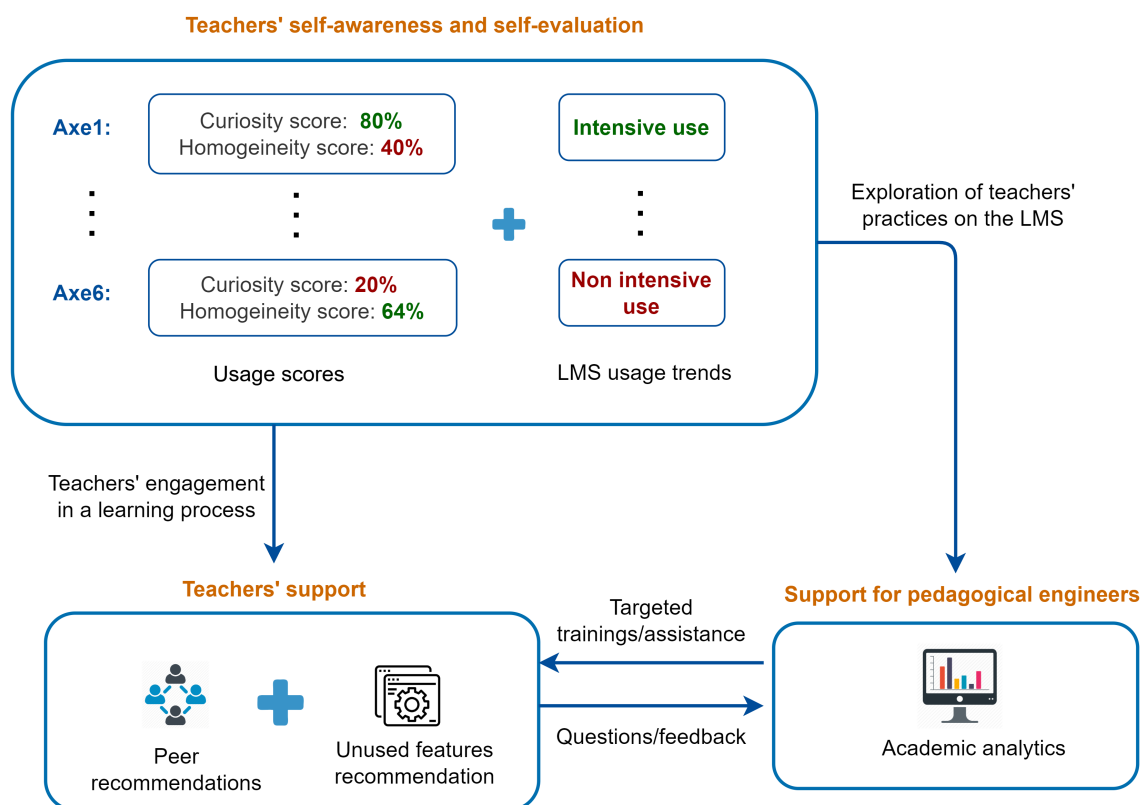 Teachers' self-awareness and self-evaluation
Axe1:
Curiosity score: 80%
Homogeineity score: 40%
Intensive use
Exploration of teachers'
practices on the LMS
Axe6:
Curiosity score: 20%
Homogeineity score: 64%
Non intensive
use
Usage scores
LMS usage trends
Teachers' engagement
in a learning process
Teachers' support
Support for pedagogical engineers
Targeted
trainings/assistance
Peer
recommendations
Unused features
recommendation
Questions/feedback
Academic analytics